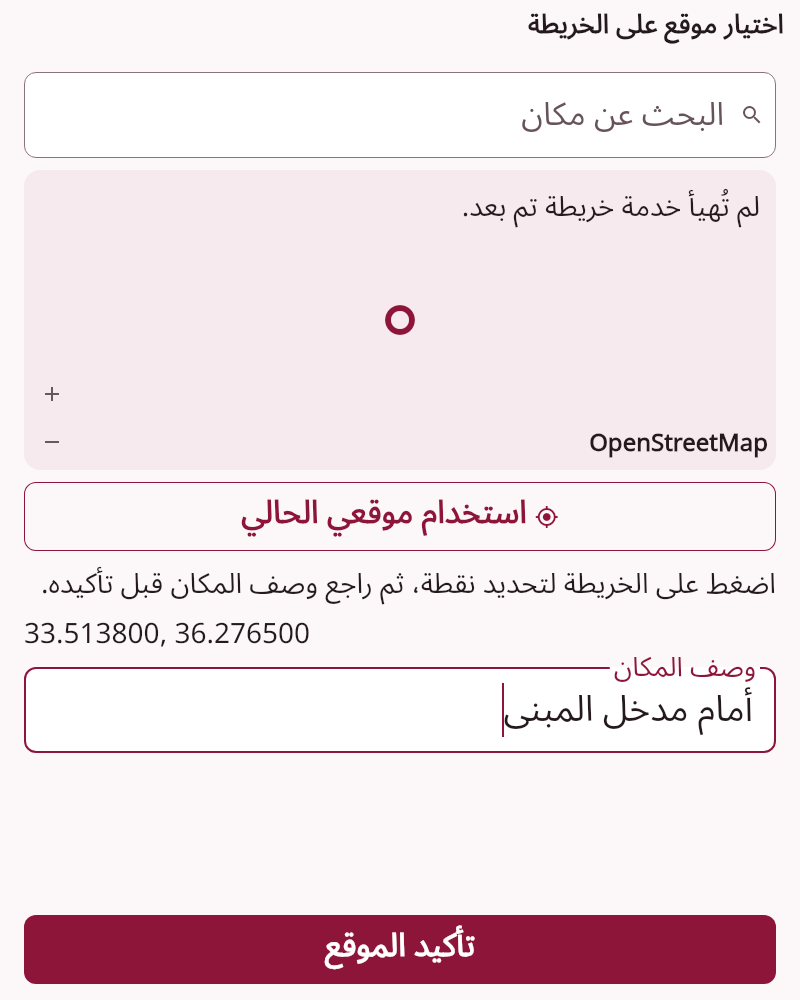 اختيار موقع على الخريطة
البحث عن مكان
لم تُهيأ خدمة خريطة تم بعد.
+
−
OpenStreetMap
استخدام موقعي الحالي
اضغط على الخريطة لتحديد نقطة، ثم راجع وصف المكان قبل تأكيده.
33.513800, 36.276500
وصف المكان
أمام مدخل المبنى
تأكيد الموقع